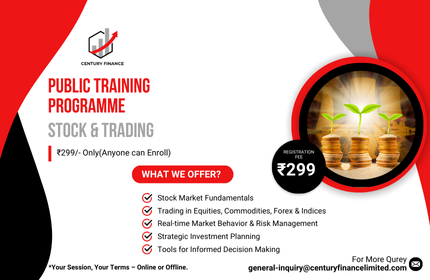 CENTURY FINANCE
PUBLIC TRAINING
PROGRAMME
STOCK & TRADING
₹299/- Only(Anyone can Enroll)
REGISTRATION
FEE
₹299
WHAT WE OFFER?
Stock Market Fundamentals
Trading in Equities, Commodities, Forex & Indices
Real-time Market Behavior & Risk Management
Strategic Investment Planning
Tools for Informed Decision Making
For More Qurey
*Your Session, Your Terms – Online or Offline.
general-inquiry@centuryfinancelimited.com